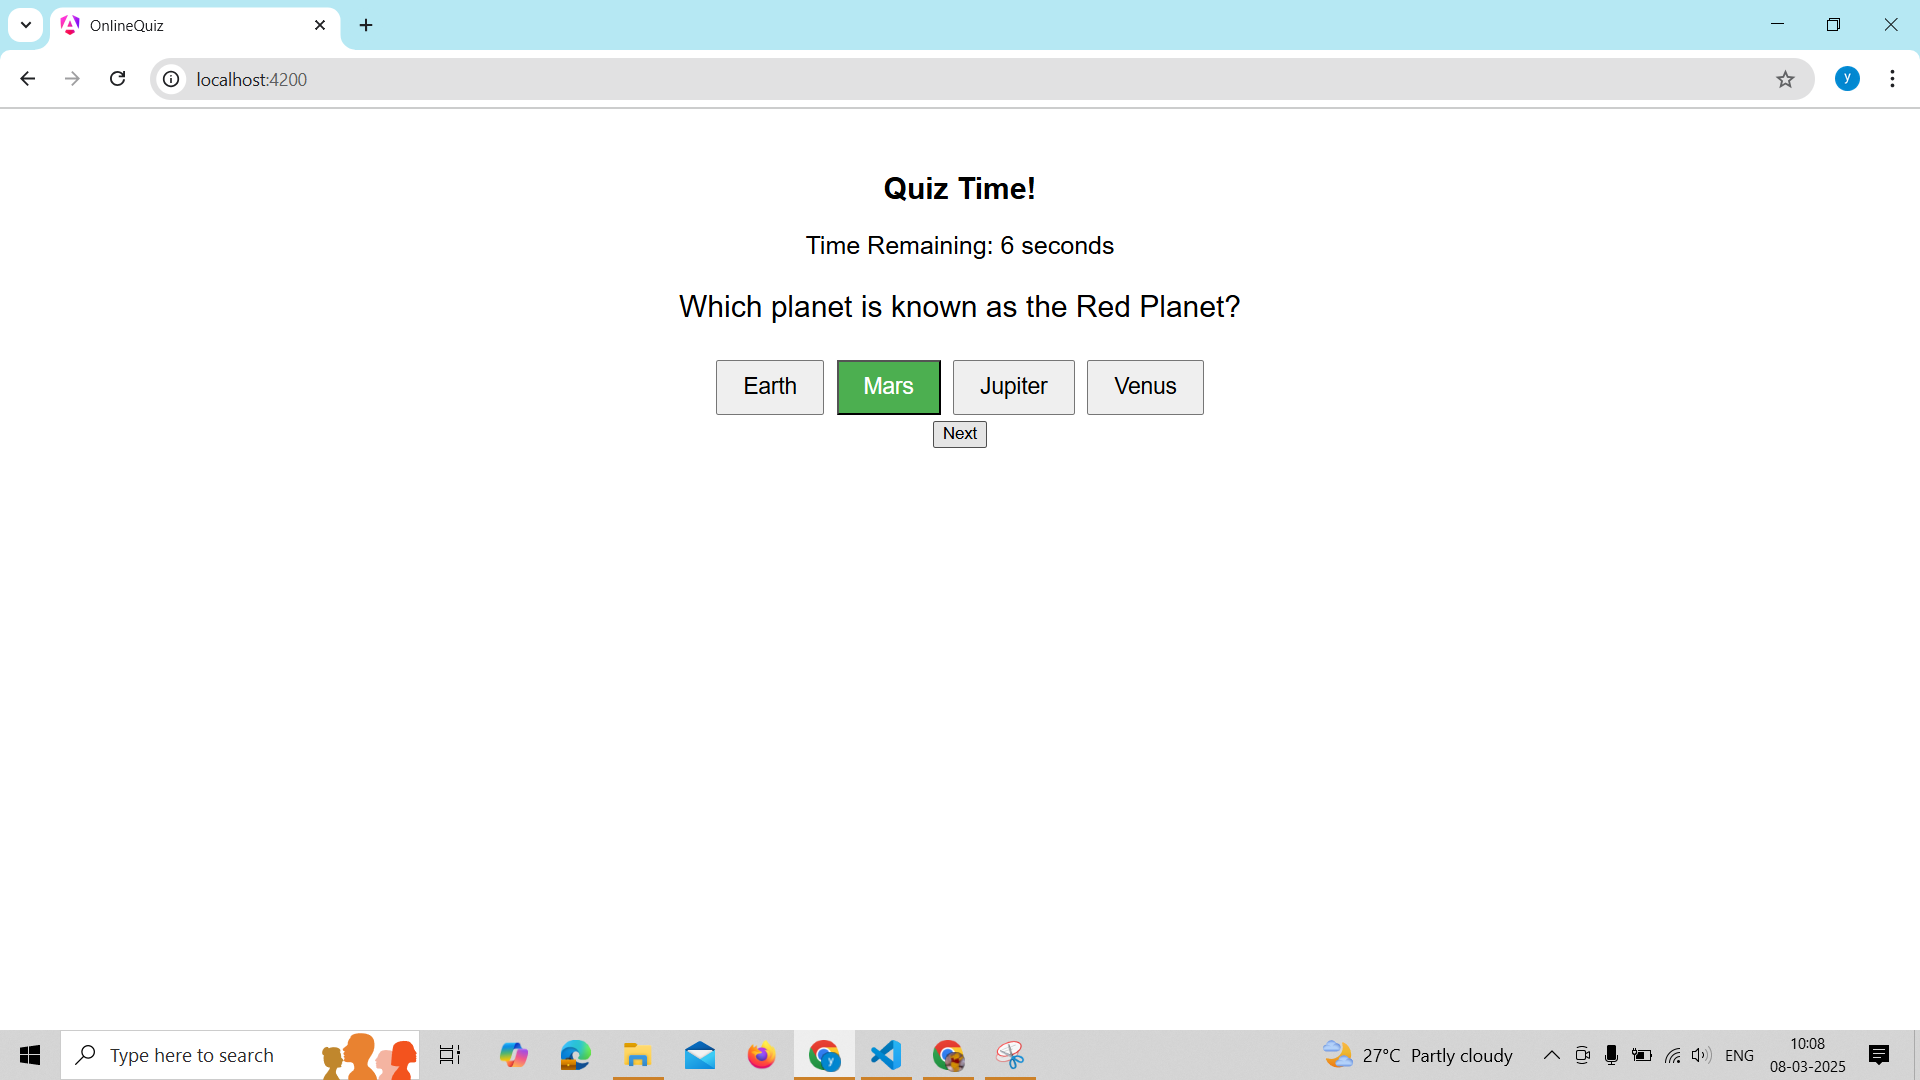 OnlineQuiz
localhost:4200
y
Quiz Time!
Time Remaining: 6 seconds
Which planet is known as the Red Planet?
Earth Mars Jupiter Venus
Next
Type here to search
y
27°C Partly cloudy
ENG
10:08
08-03-2025